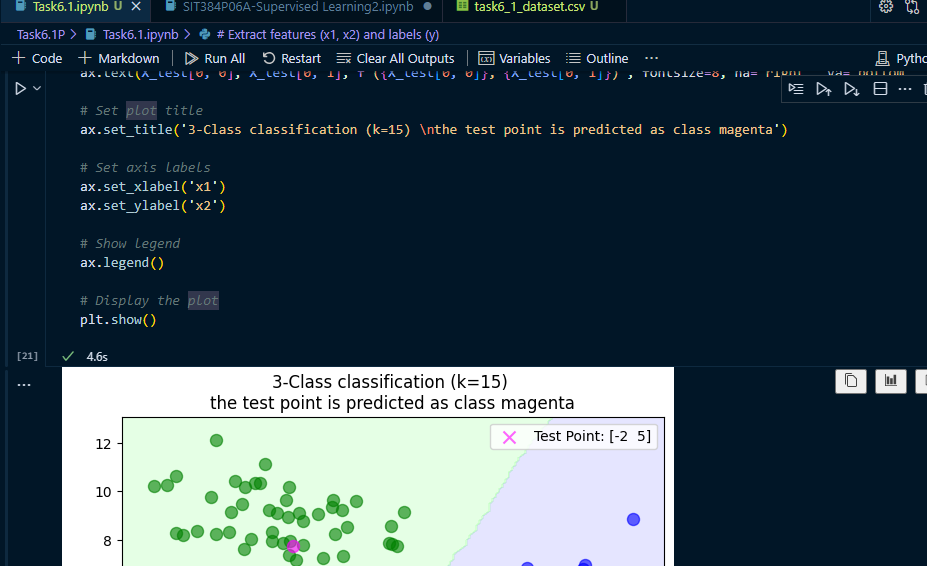 Task6.1.ipynb U
SIT384P06A-Supervised Learning2.ipynb
task6_1_dataset.csv U
Task6.1P > Task6.1.ipynb > # Extract features (x1, x2) and labels (y)
+ Code + Markdown Run All Restart Clear All Outputs Variables Outline ... Pytho
ax.text(X_test[0, 0], X_test[0, 1], f'({X_test[0, 0]}, {X_test[0, 1]})', fontsize=8, ha='right', va='bottom
# Set plot title
ax.set_title('3-Class classification (k=15) \nthe test point is predicted as class magenta')
# Set axis labels
ax.set_xlabel('x1')
ax.set_ylabel('x2')
# Show legend
ax.legend()
# Display the plot
plt.show()
[21] ✓ 4.6s
3-Class classification (k=15)
the test point is predicted as class magenta
Test Point: [-2 5]
12
10
8